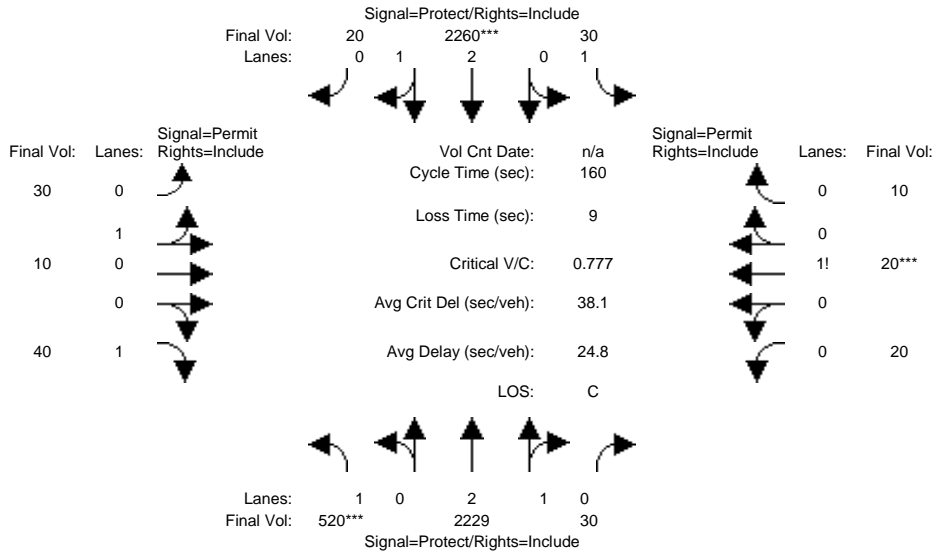 Signal=Protect/Rights=Include
Final Vol: 20 2260*** 30
Lanes: 0 1 2 0 1
Signal=Permit Signal=Permit
Final Vol: Lanes: Rights=Include Vol Cnt Date: n/a Rights=Include Lanes: Final Vol:
Cycle Time (sec): 160
30 0 0 10
Loss Time (sec): 9
1 0
10 0 Critical V/C: 0.777 1! 20***
0 Avg Crit Del (sec/veh): 38.1 0
40 1 Avg Delay (sec/veh): 24.8 0 20
LOS: C
Lanes: 1 0 2 1 0
Final Vol: 520*** 2229 30
Signal=Protect/Rights=Include